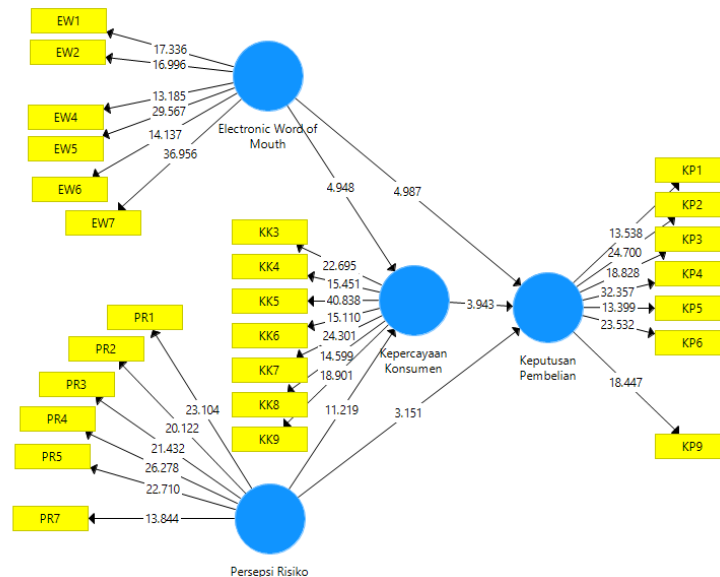 EW1
EW2
EW4
EW5
EW6
EW7
17.336
16.996
13.185
29.567
14.137
36.956
Electronic Word of
Mouth
4.948
4.987
KK3
KK4
KK5
KK6
KK7
KK8
KK9
22.695
15.451
40.838
15.110
24.301
14.599
18.901
Kepercayaan
Konsumen
3.943
Keputusan
Pembelian
KP1
KP2
KP3
KP4
KP5
KP6
KP9
13.538
24.700
18.828
32.357
13.399
23.532
18.447
PR1
PR2
PR3
PR4
PR5
PR7
23.104
20.122
21.432
26.278
22.710
13.844
11.219
3.151
Persepsi Risiko